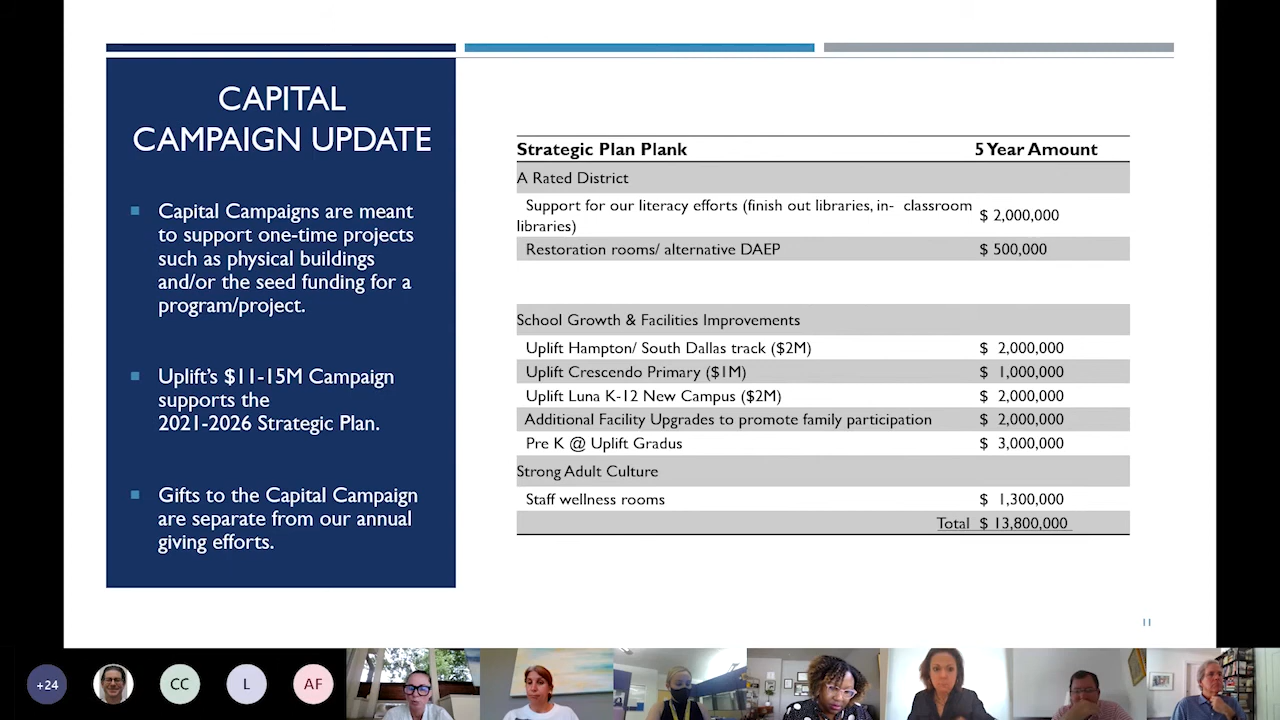 CAPITAL
CAMPAIGN UPDATE
Capital Campaigns are meant
to support one-time projects
such as physical buildings
and/or the seed funding for a
program/project.
Uplift's $11-15M Campaign
supports the
2021-2026 Strategic Plan.
Gifts to the Capital Campaign
are separate from our annual
giving efforts.
Strategic Plan Plank 5 Year Amount
A Rated District
Support for our literacy efforts (finish out libraries, in- classroom
libraries) $ 2,000,000
Restoration rooms/ alternative DAEP $ 500,000
School Growth & Facilities Improvements
Uplift Hampton/ South Dallas track ($2M) $ 2,000,000
Uplift Crescendo Primary ($1M) $ 1,000,000
Uplift Luna K-12 New Campus ($2M) $ 2,000,000
Additional Facility Upgrades to promote family participation $ 2,000,000
Pre K @ Uplift Gradus $ 3,000,000
Strong Adult Culture
Staff wellness rooms $ 1,300,000
Total $ 13,800,000
11
+24 CC L AF